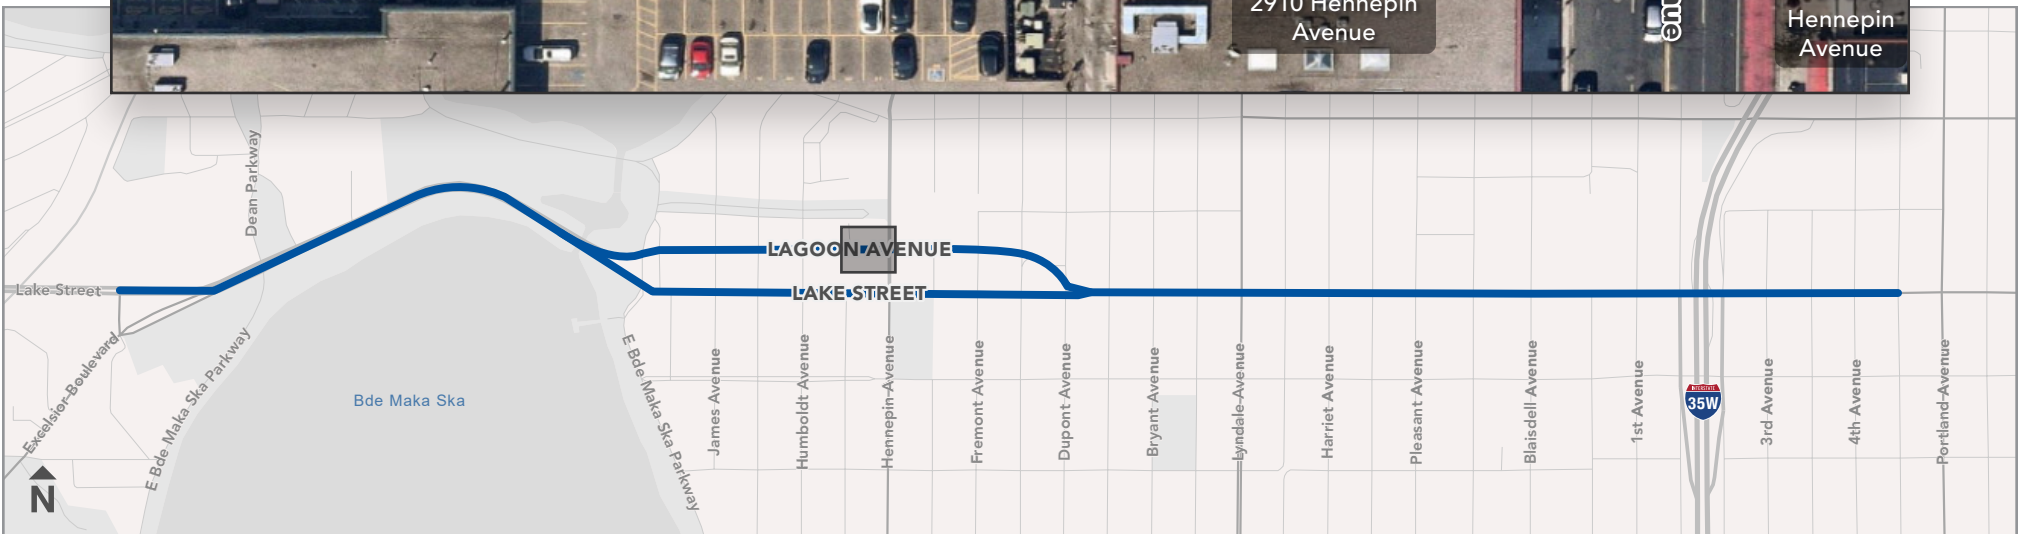 2910 Hennepin
Avenue
Hennepin
Avenue
Dean Parkway
LAGOON AVENUE
Lake Street
LAKE STREET
Excelsior Boulevard
E Bde Maka Ska Parkway
Bde Maka Ska
E Bde Maka Ska Parkway
James Avenue
Humboldt Avenue
Hennepin Avenue
Fremont Avenue
Dupont Avenue
Bryant Avenue
Lyndale Avenue
Harriet Avenue
Pleasant Avenue
Blaisdell Avenue
1st Avenue
INTERSTATE
35W
3rd Avenue
4th Avenue
Portland Avenue
N